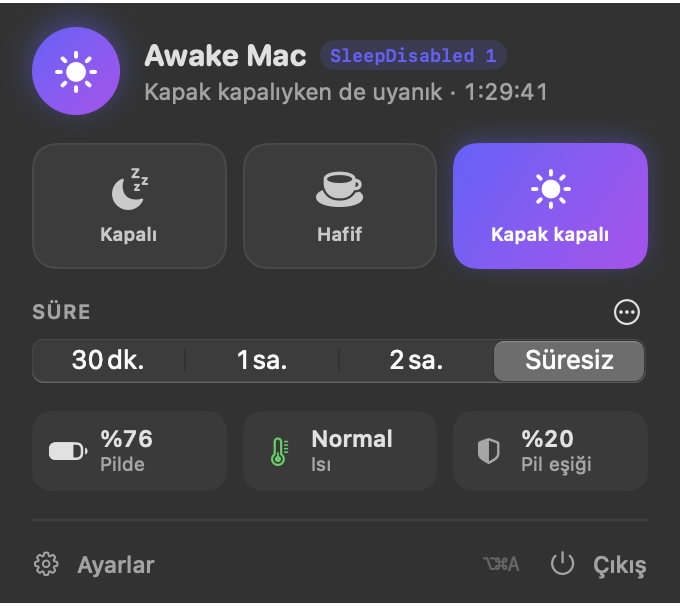 Awake Mac SleepDisabled 1
Kapak kapalıyken de uyanık · 1:29:41
Kapalı
Hafif
Kapak kapalı
SÜRE
30 dk. 1 sa. 2 sa. Süresiz
%76
Pilde
Normal
Isı
%20
Pil eşiği
Ayarlar ⌥⌘A Çıkış